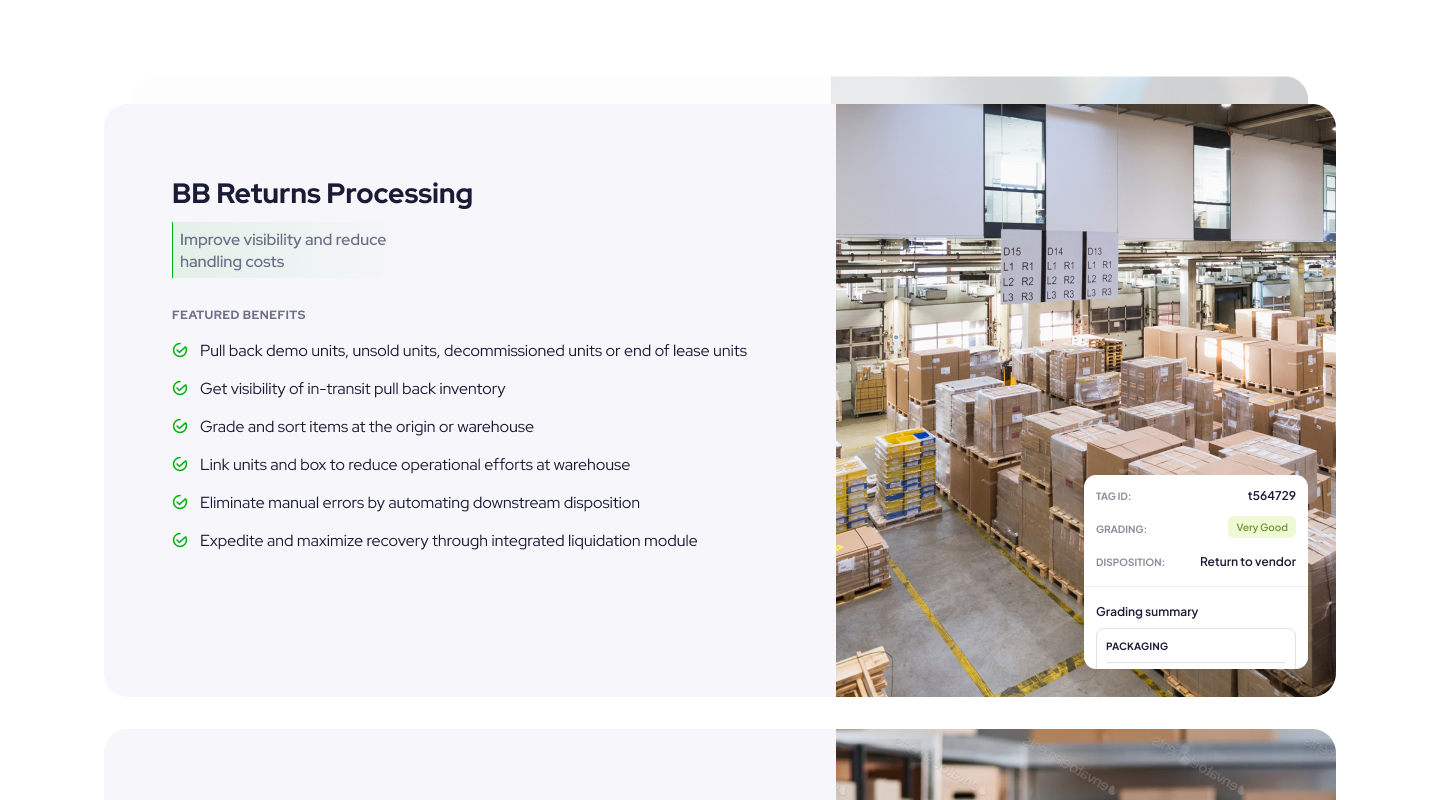 BB Returns Processing
Improve visibility and reduce
handling costs
FEATURED BENEFITS
Pull back demo units, unsold units, decommissioned units or end of lease units
Get visibility of in-transit pull back inventory
Grade and sort items at the origin or warehouse
Link units and box to reduce operational efforts at warehouse
Eliminate manual errors by automating downstream disposition
Expedite and maximize recovery through integrated liquidation module
D15 D14 D13
L1 R1 L1 R1 L1 R1
L2 R2 L2 R2 L2 R2
L3 R3 L3 R3 L3 R3
TAG ID: t564729
GRADING: Very Good
DISPOSITION: Return to vendor
Grading summary
PACKAGING